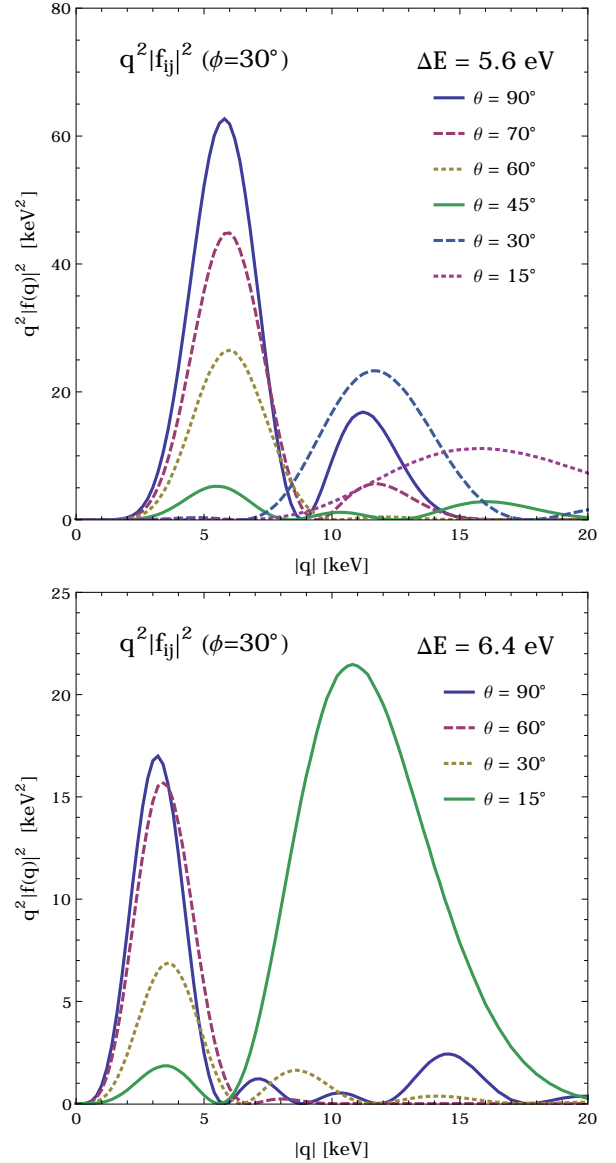 80
60
40
20
0
q²|f(q)|² [keV²]
q²|f_ij|² (ϕ=30°)
ΔE = 5.6 eV
θ = 90°
θ = 70°
θ = 60°
θ = 45°
θ = 30°
θ = 15°
0 5 10 15 20
|q| [keV]
25
20
15
10
5
0
q²|f(q)|² [keV²]
q²|f_ij|² (ϕ=30°)
ΔE = 6.4 eV
θ = 90°
θ = 60°
θ = 30°
θ = 15°
0 5 10 15 20
|q| [keV]